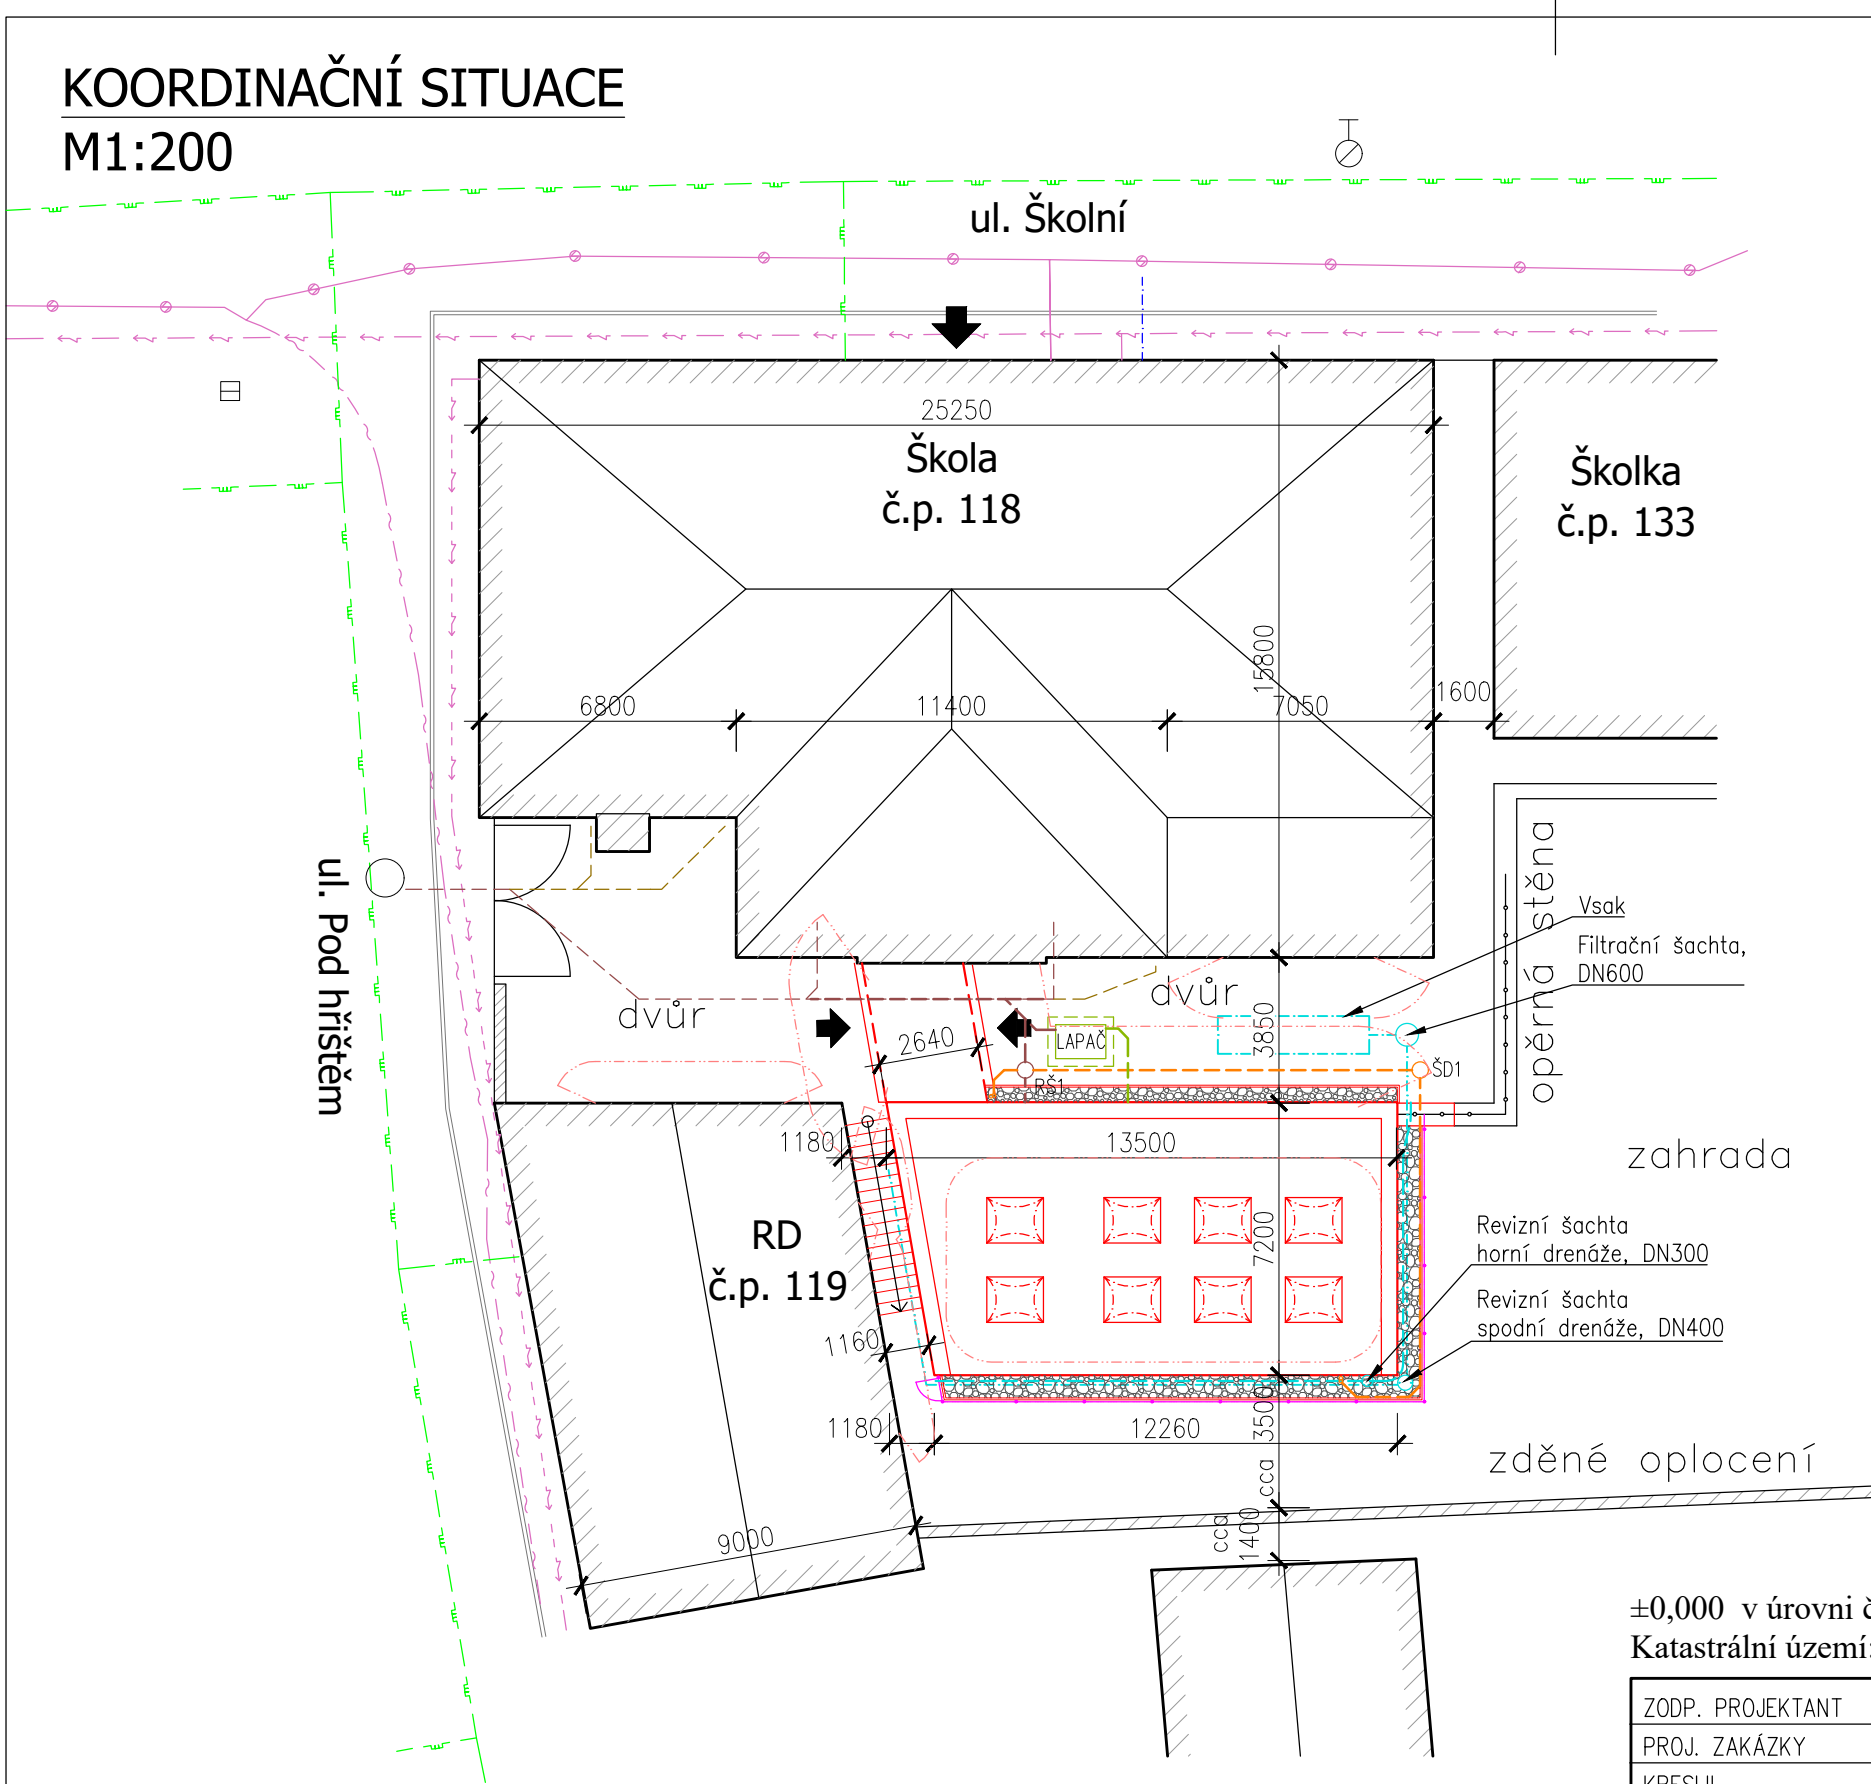 KOORDINAČNÍ SITUACE
M1:200
ul. Školní
25250
Škola
č.p. 118
Školka
č.p. 133
15800
6800
11400
7050
1600
ul. Pod hřištěm
opěrná stěna
Vsak
Filtrační šachta,
DN600
dvůr
dvůr
2640
LAPAČ
3850
RŠ1
ŠD1
1180
13500
zahrada
RD
č.p. 119
7200
Revizní šachta
horní drenáže, DN300
Revizní šachta
spodní drenáže, DN400
1160
1180
12260
cca 3500
zděné oplocení
9000
cca
1400
±0,000 v úrovni
Katastrální území:
ZODP. PROJEKTANT
PROJ. ZAKÁZKY